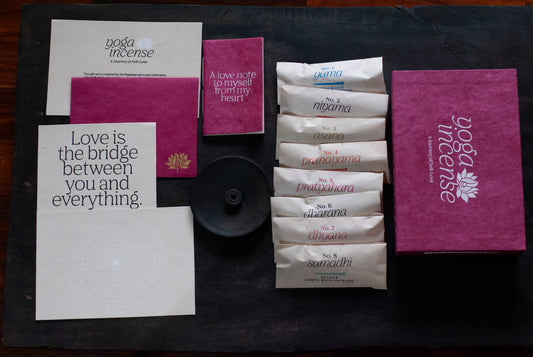 yoga
incense
A Journey of Self-Love
Love is
the bridge
between
you and
everything.
A love note
to myself
from my
heart
No. 1
yama
No. 2
niyama
No. 3
asana
No. 4
pranayama
No. 5
pratyahara
No. 6
dharana
No. 7
dhyana
No. 8
samadhi
yoga
incense
A Journey of Self-Love